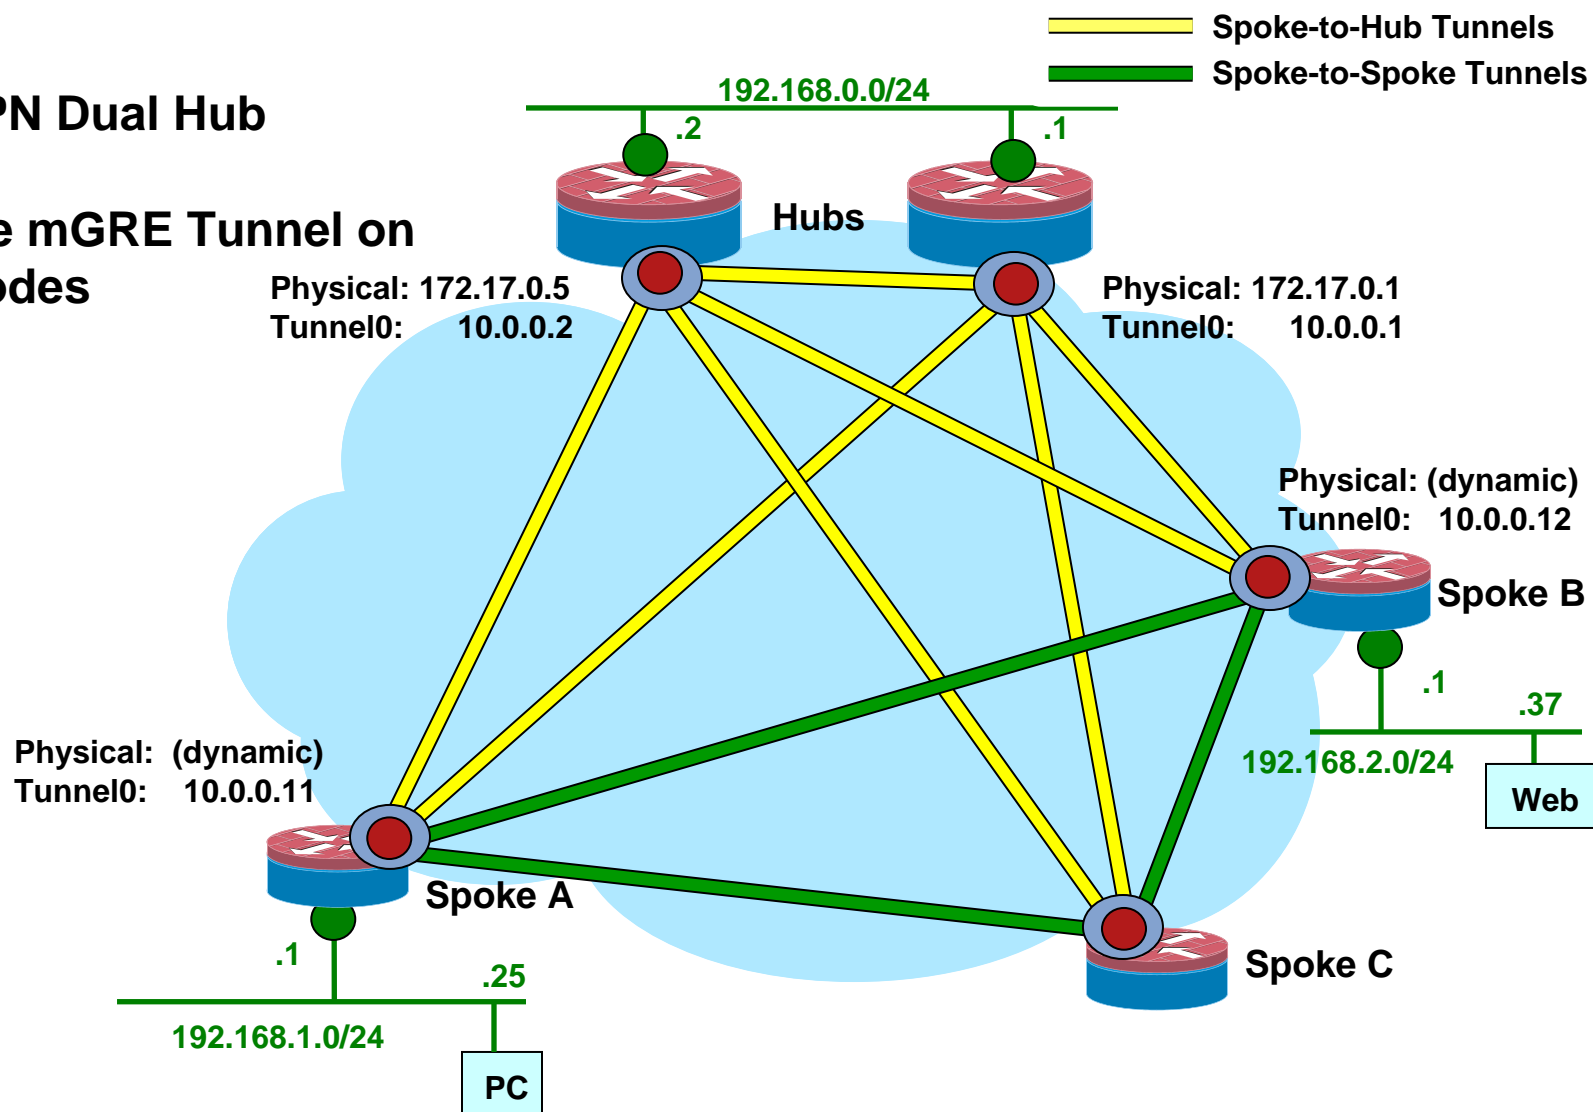 Spoke-to-Hub Tunnels
Spoke-to-Spoke Tunnels
PN Dual Hub
192.168.0.0/24
.2
.1
Hubs
e mGRE Tunnel on
odes
Physical: 172.17.0.5
Tunnel0: 10.0.0.2
Physical: 172.17.0.1
Tunnel0: 10.0.0.1
Physical: (dynamic)
Tunnel0: 10.0.0.12
Spoke B
.1
.37
192.168.2.0/24
Web
Physical: (dynamic)
Tunnel0: 10.0.0.11
Spoke A
.1
.25
192.168.1.0/24
PC
Spoke C